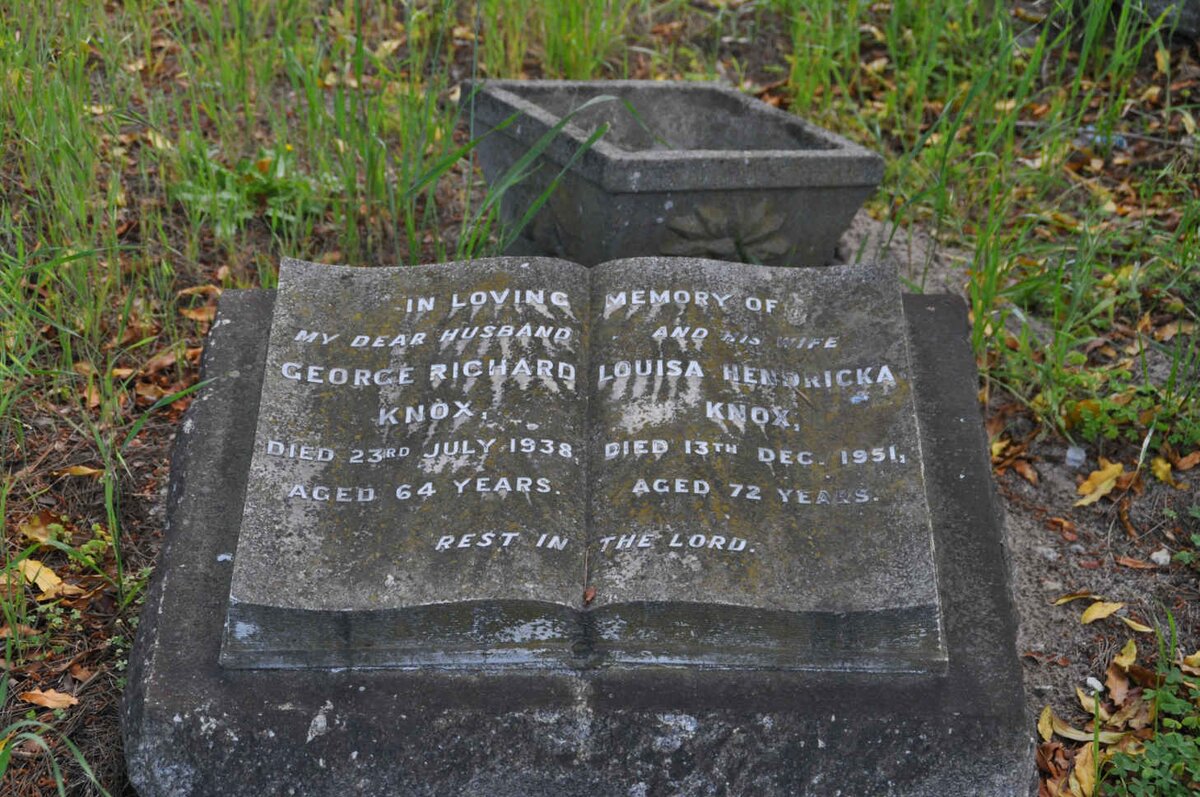 IN LOVING MEMORY OF
MY DEAR HUSBAND
GEORGE RICHARD
KNOX,
DIED 23RD JULY 1938,
AGED 64 YEARS.
AND HIS WIFE
LOUISA HENDRICKA
KNOX,
DIED 13TH DEC. 1951,
AGED 72 YEARS.
REST IN THE LORD.